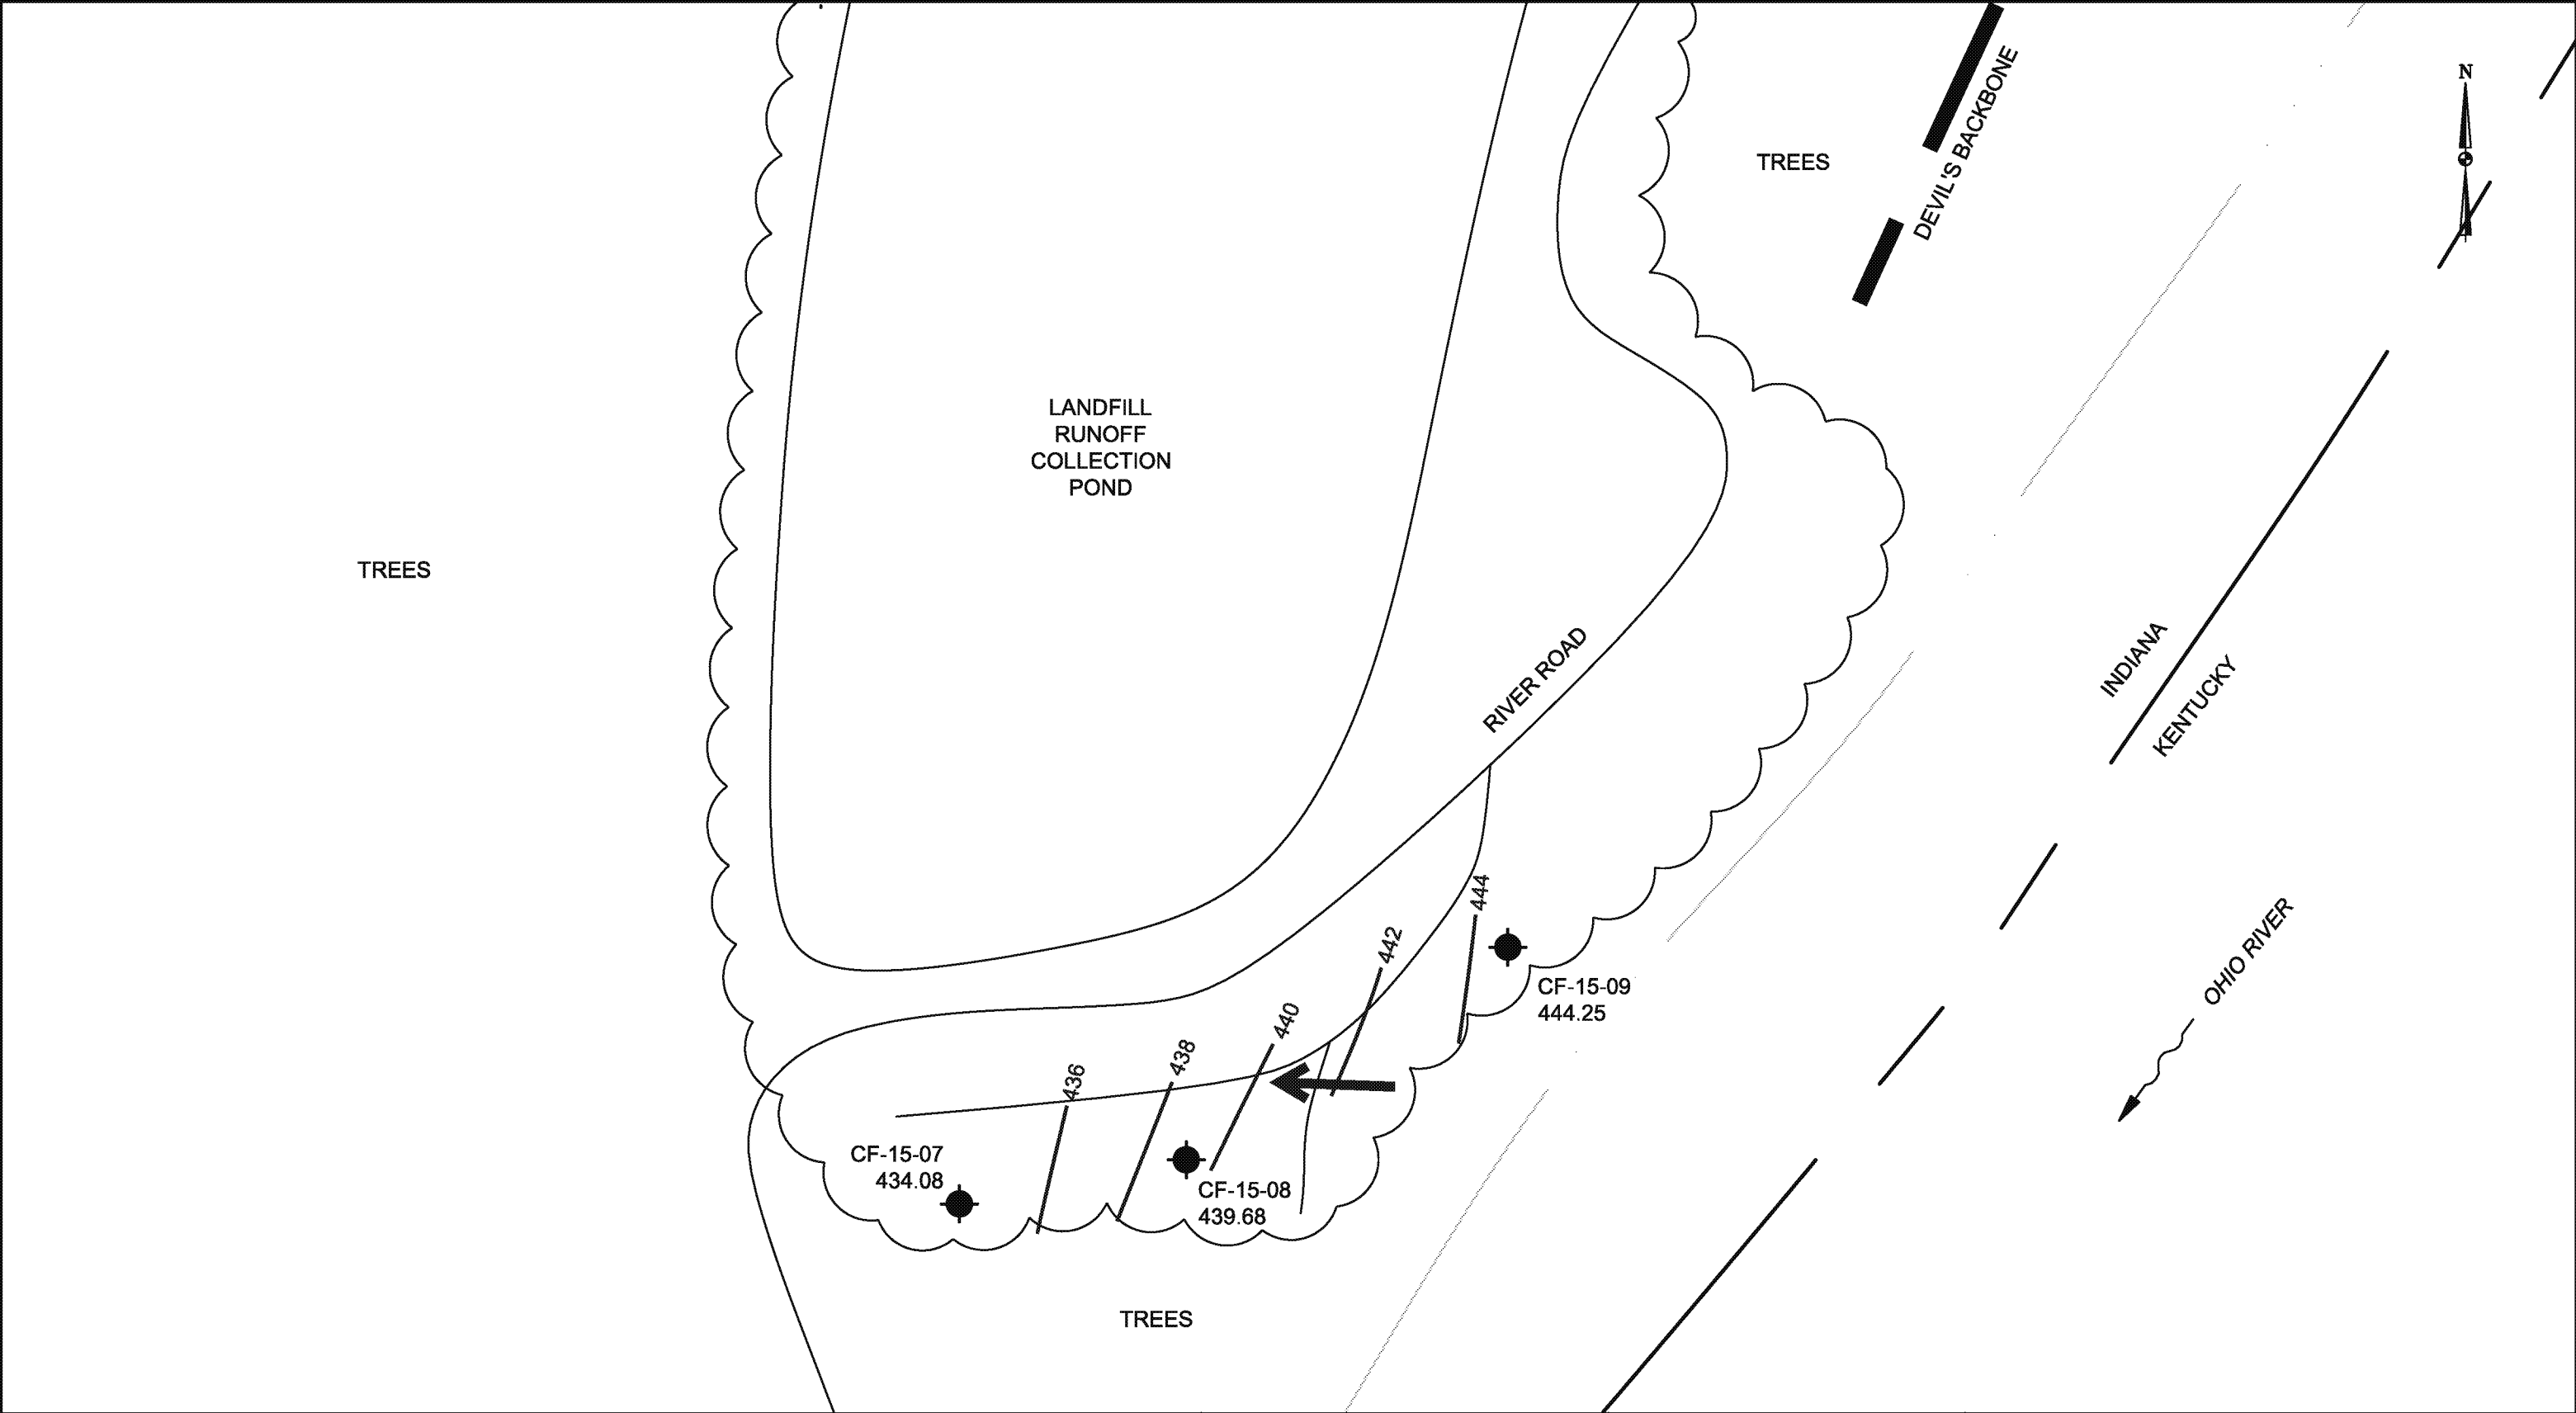 N
DEVIL'S BACKBONE
TREES
LANDFILL
RUNOFF
COLLECTION
POND
TREES
RIVER ROAD
INDIANA
KENTUCKY
OHIO RIVER
444
442
440
438
436
CF-15-09
444.25
CF-15-07
434.08
CF-15-08
439.68
TREES